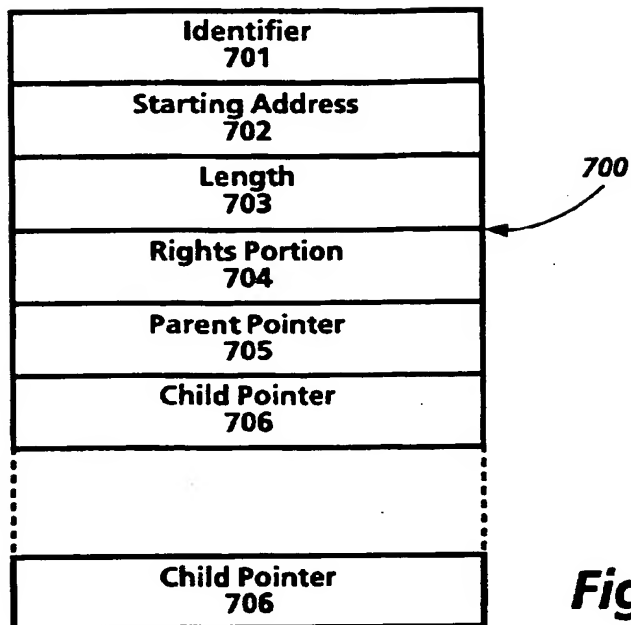 Identifier
701
Starting Address
702
Length
703
700
Rights Portion
704
Parent Pointer
705
Child Pointer
706
Child Pointer
706
Fig